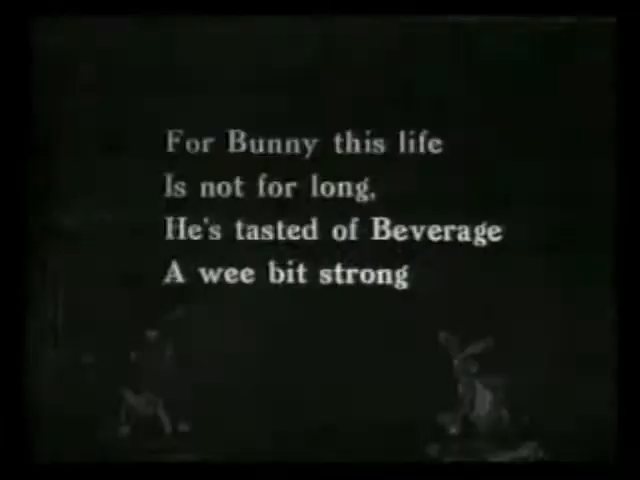 For Bunny this life
Is not for long,
He's tasted of Beverage
A wee bit strong